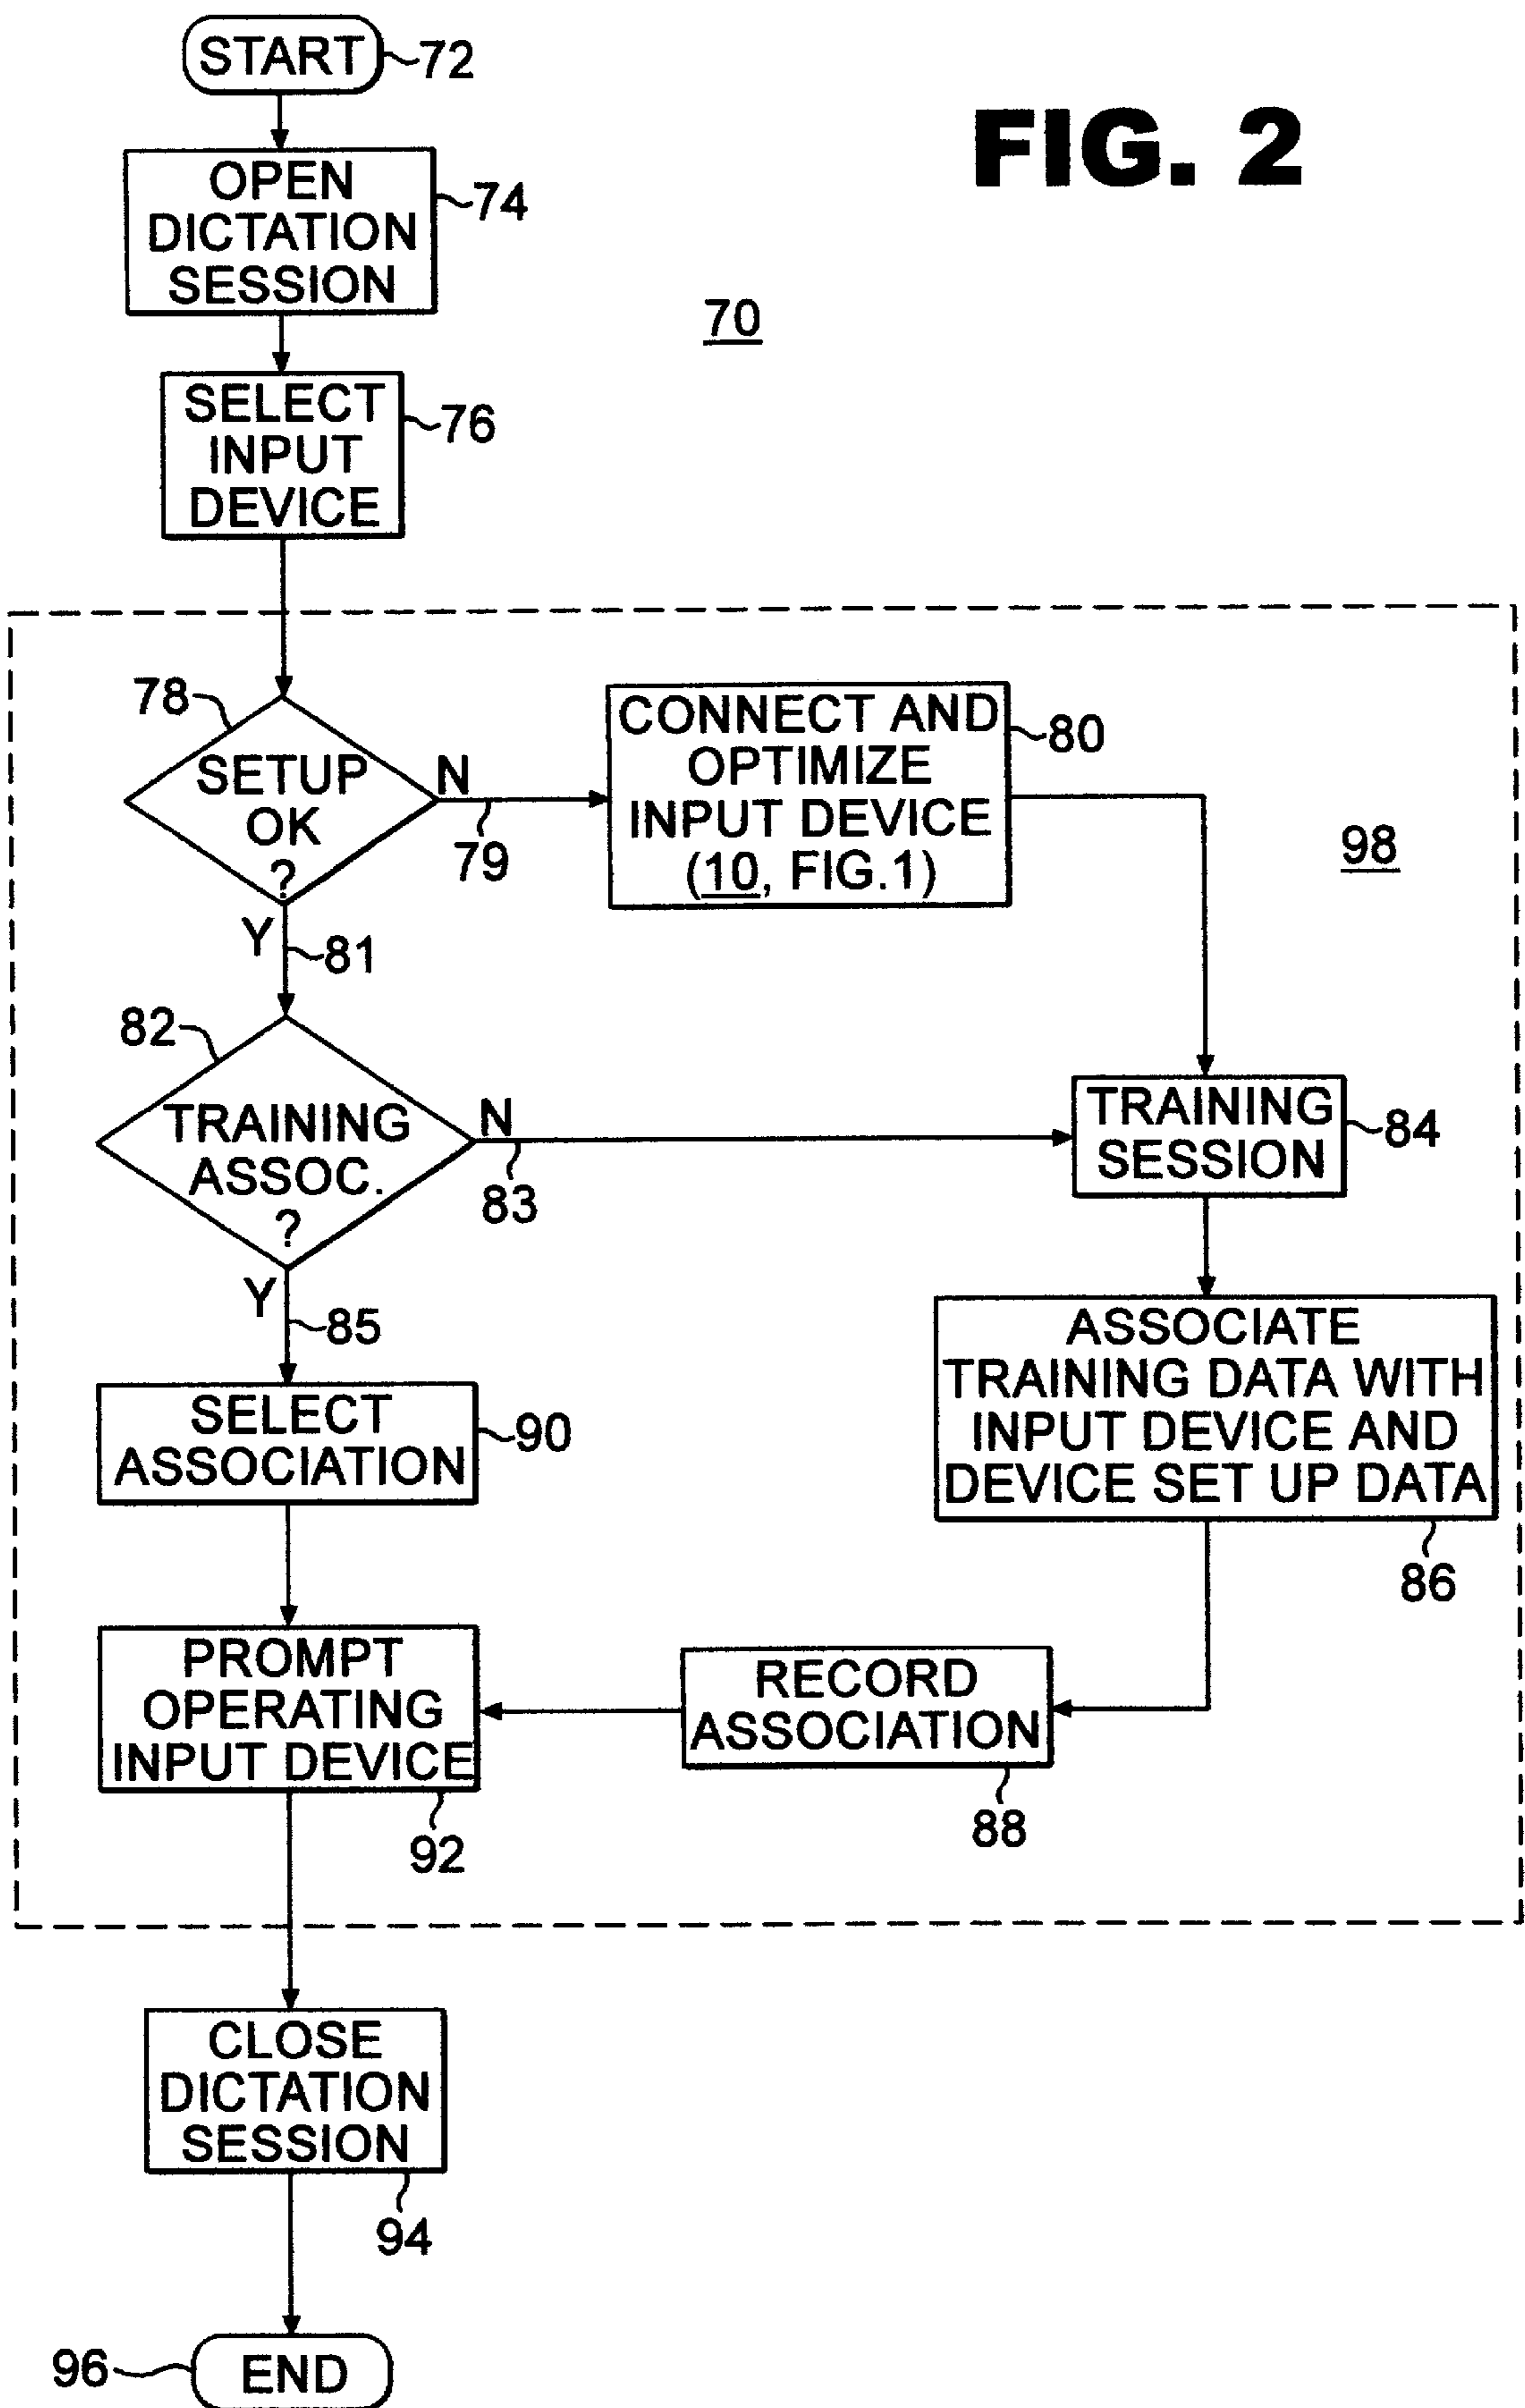 START
72
FIG. 2
OPEN
DICTATION
SESSION
74
70
SELECT
INPUT
DEVICE
76
78
SETUP
OK
?
N
79
CONNECT AND
OPTIMIZE
INPUT DEVICE
(10, FIG.1)
80
98
Y
81
82
TRAINING
ASSOC.
?
N
83
TRAINING
SESSION
84
Y
85
SELECT
ASSOCIATION
90
ASSOCIATE
TRAINING DATA WITH
INPUT DEVICE AND
DEVICE SET UP DATA
86
PROMPT
OPERATING
INPUT DEVICE
92
RECORD
ASSOCIATION
88
CLOSE
DICTATION
SESSION
94
96
END